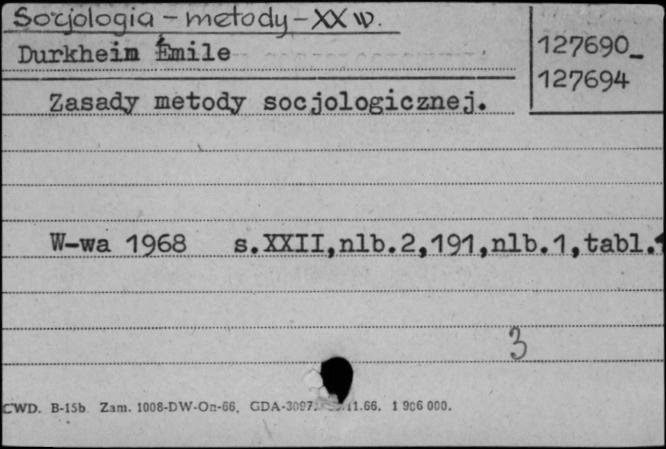 Socjologia - metody - XX w.
Durkheim Émile
127690_
127694
Zasady metody socjologicznej.
W-wa 1968 s.XXII,nlb.2,191,nlb.1,tabl.
3
CWD. B-15b Zam. 1008-DW-On-66, GDA-3097. 11.66. 1 906 000.